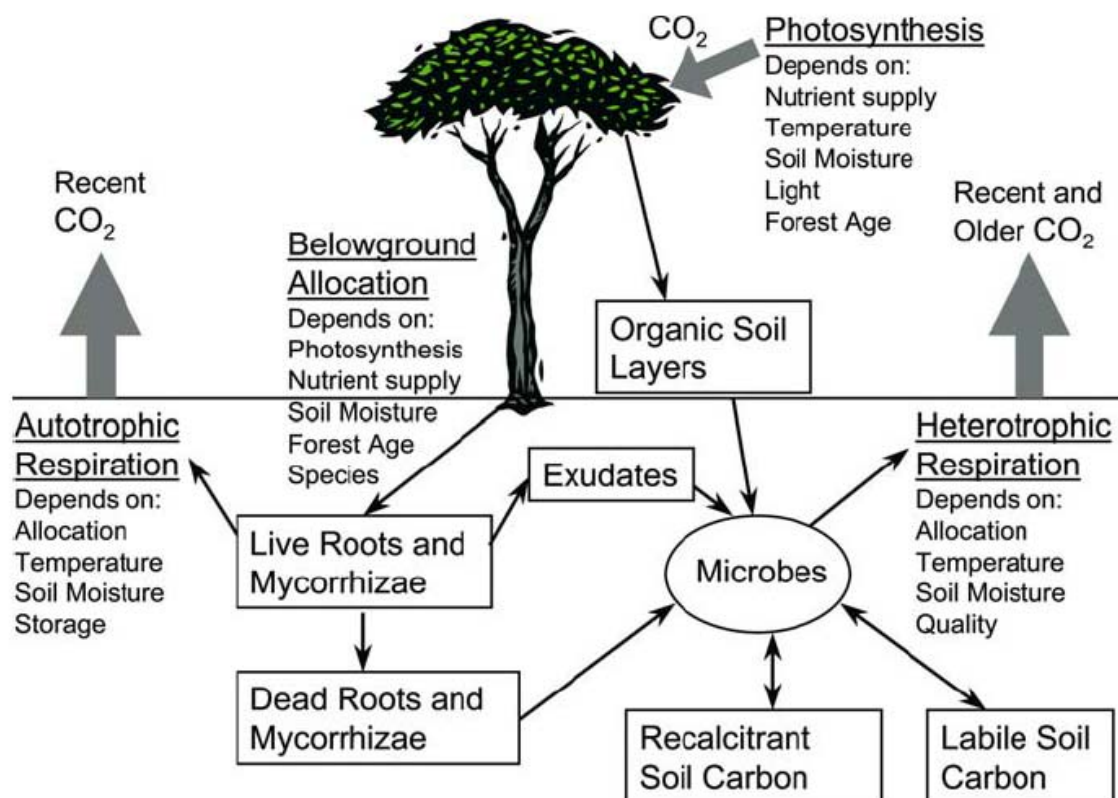 CO2
Photosynthesis
Depends on:
Nutrient supply
Temperature
Soil Moisture
Light
Forest Age
Recent
CO2
Belowground
Allocation
Depends on:
Photosynthesis
Nutrient supply
Soil Moisture
Forest Age
Species
Recent and
Older CO2
Organic Soil
Layers
Autotrophic
Respiration
Depends on:
Allocation
Temperature
Soil Moisture
Storage
Exudates
Live Roots and
Mycorrhizae
Microbes
Heterotrophic
Respiration
Depends on:
Allocation
Temperature
Soil Moisture
Quality
Dead Roots and
Mycorrhizae
Recalcitrant
Soil Carbon
Labile Soil
Carbon